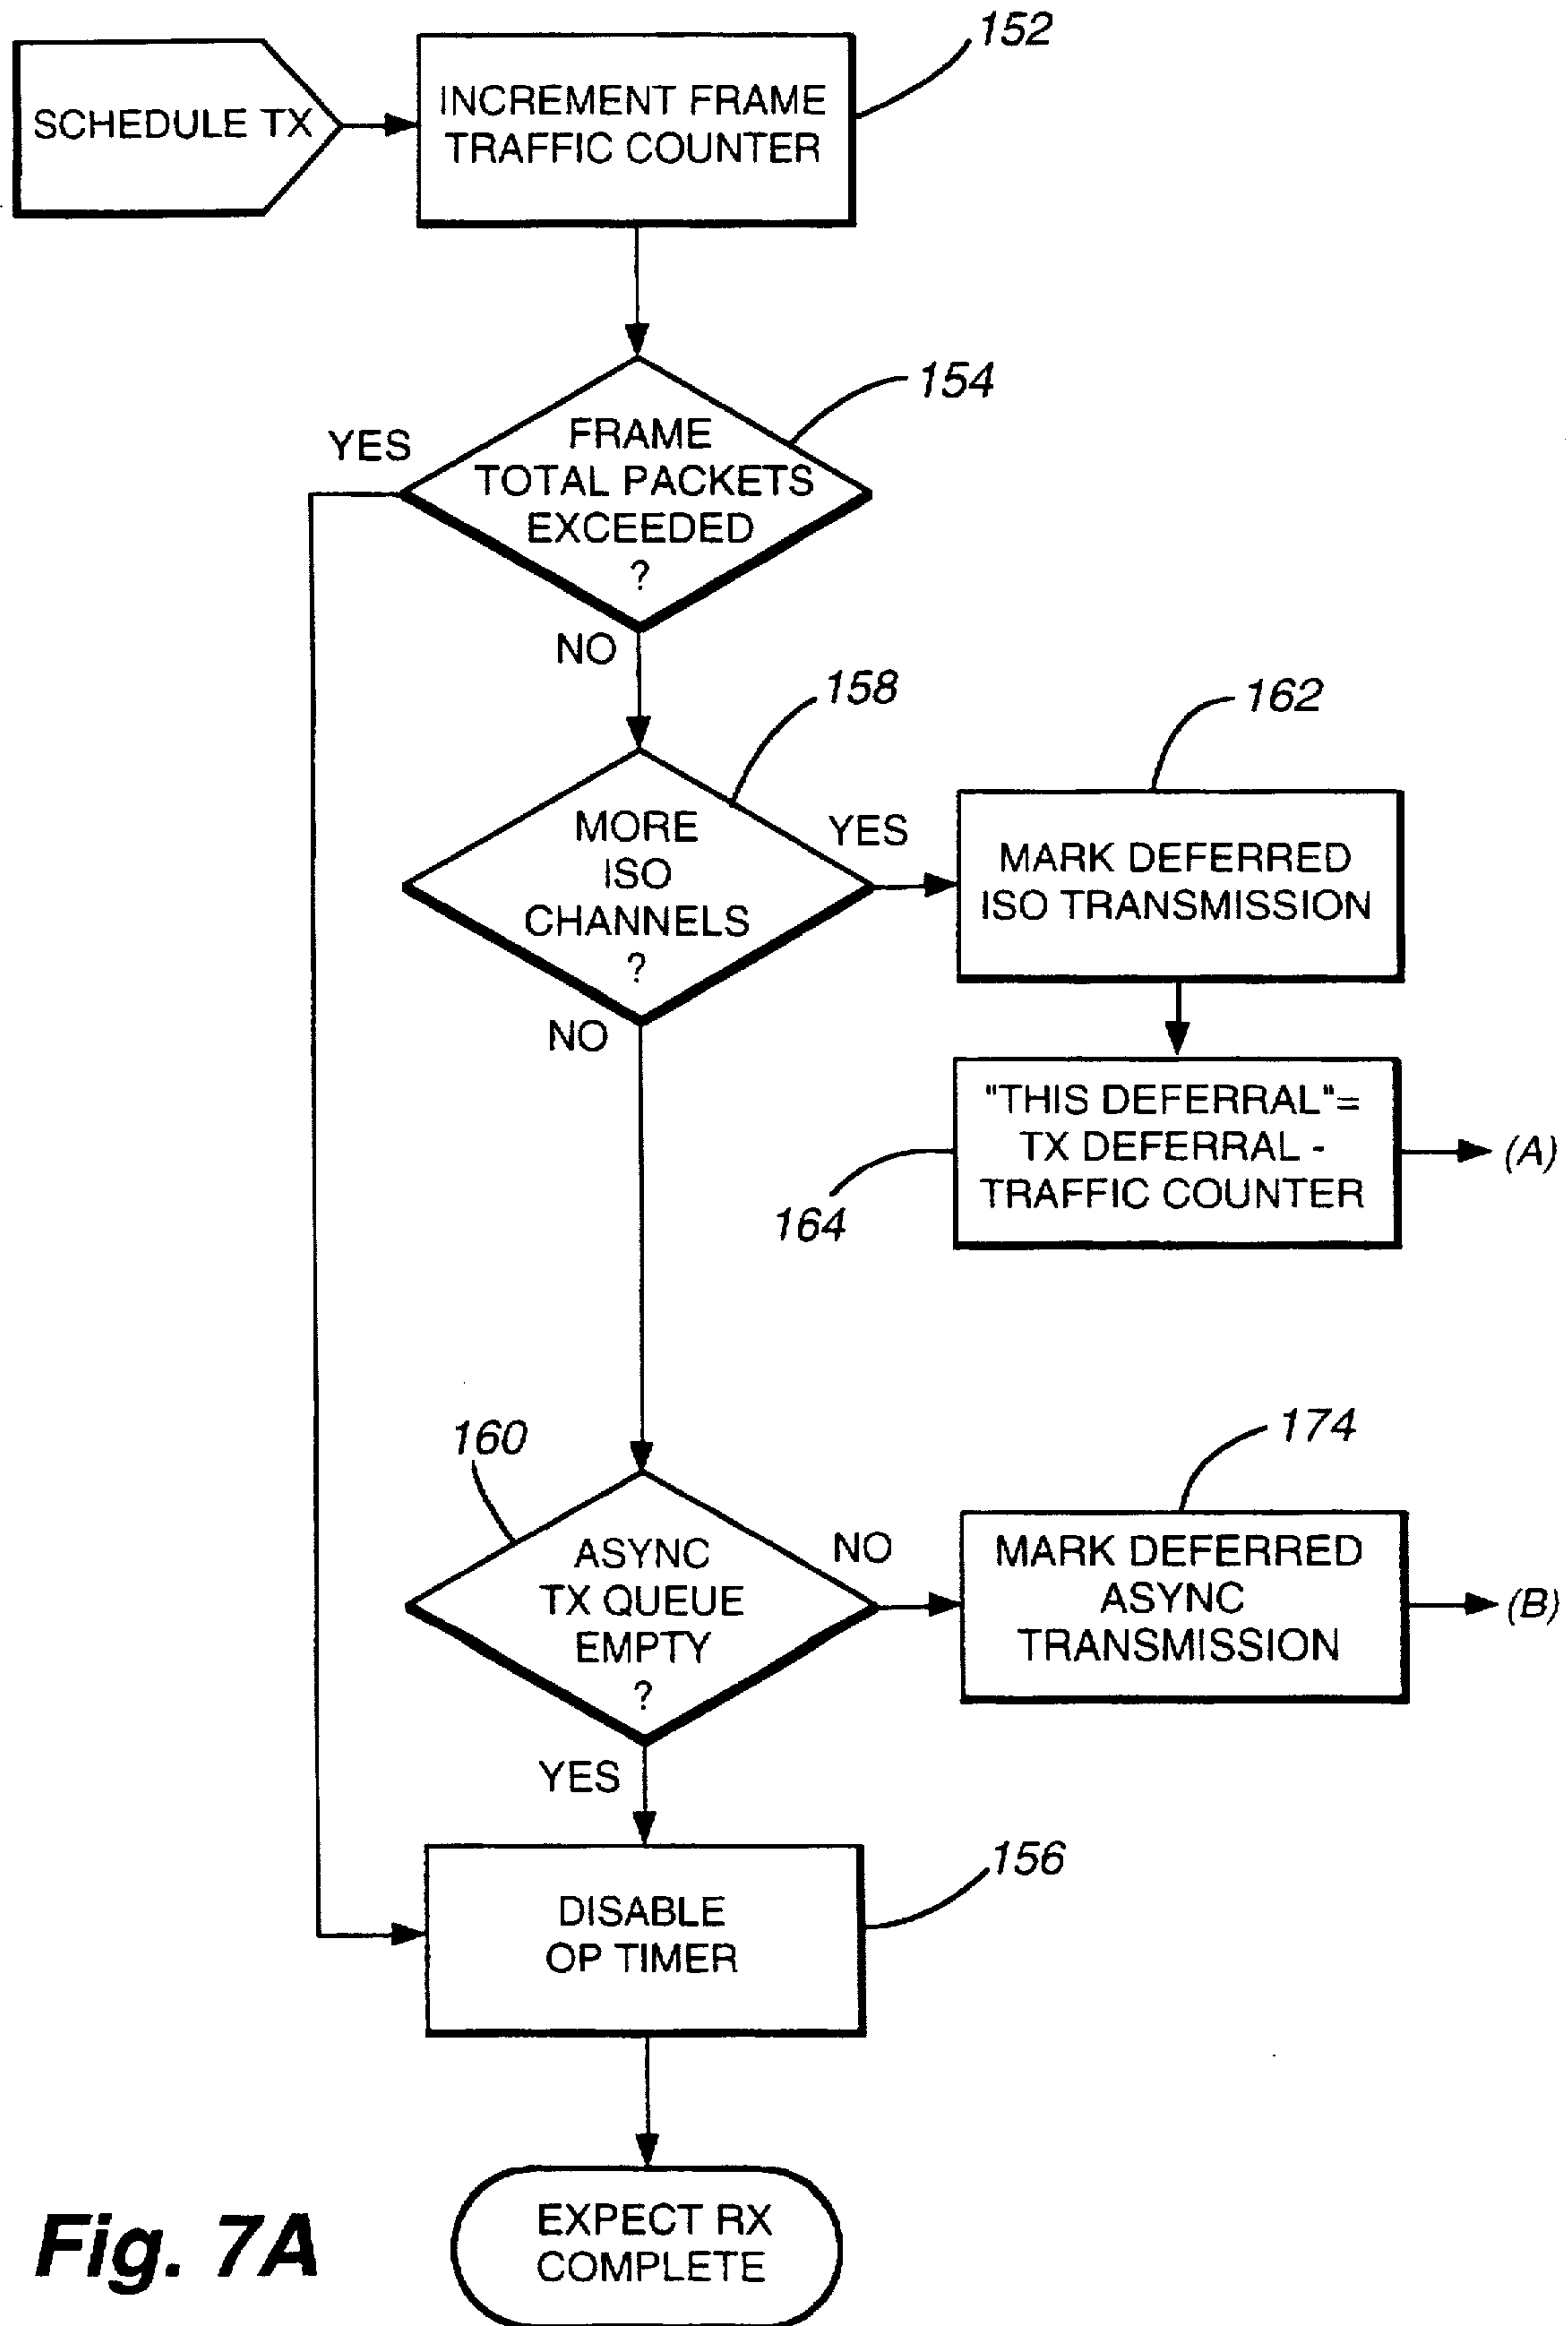 152
SCHEDULE TX
INCREMENT FRAME
TRAFFIC COUNTER
154
YES
FRAME
TOTAL PACKETS
EXCEEDED
?
NO
158
162
MORE
ISO
CHANNELS
?
YES
MARK DEFERRED
ISO TRANSMISSION
NO
"THIS DEFERRAL"=
TX DEFERRAL -
TRAFFIC COUNTER
(A)
164
160
174
ASYNC
TX QUEUE
EMPTY
?
NO
MARK DEFERRED
ASYNC
TRANSMISSION
(B)
YES
156
DISABLE
OP TIMER
EXPECT RX
COMPLETE
Fig. 7A